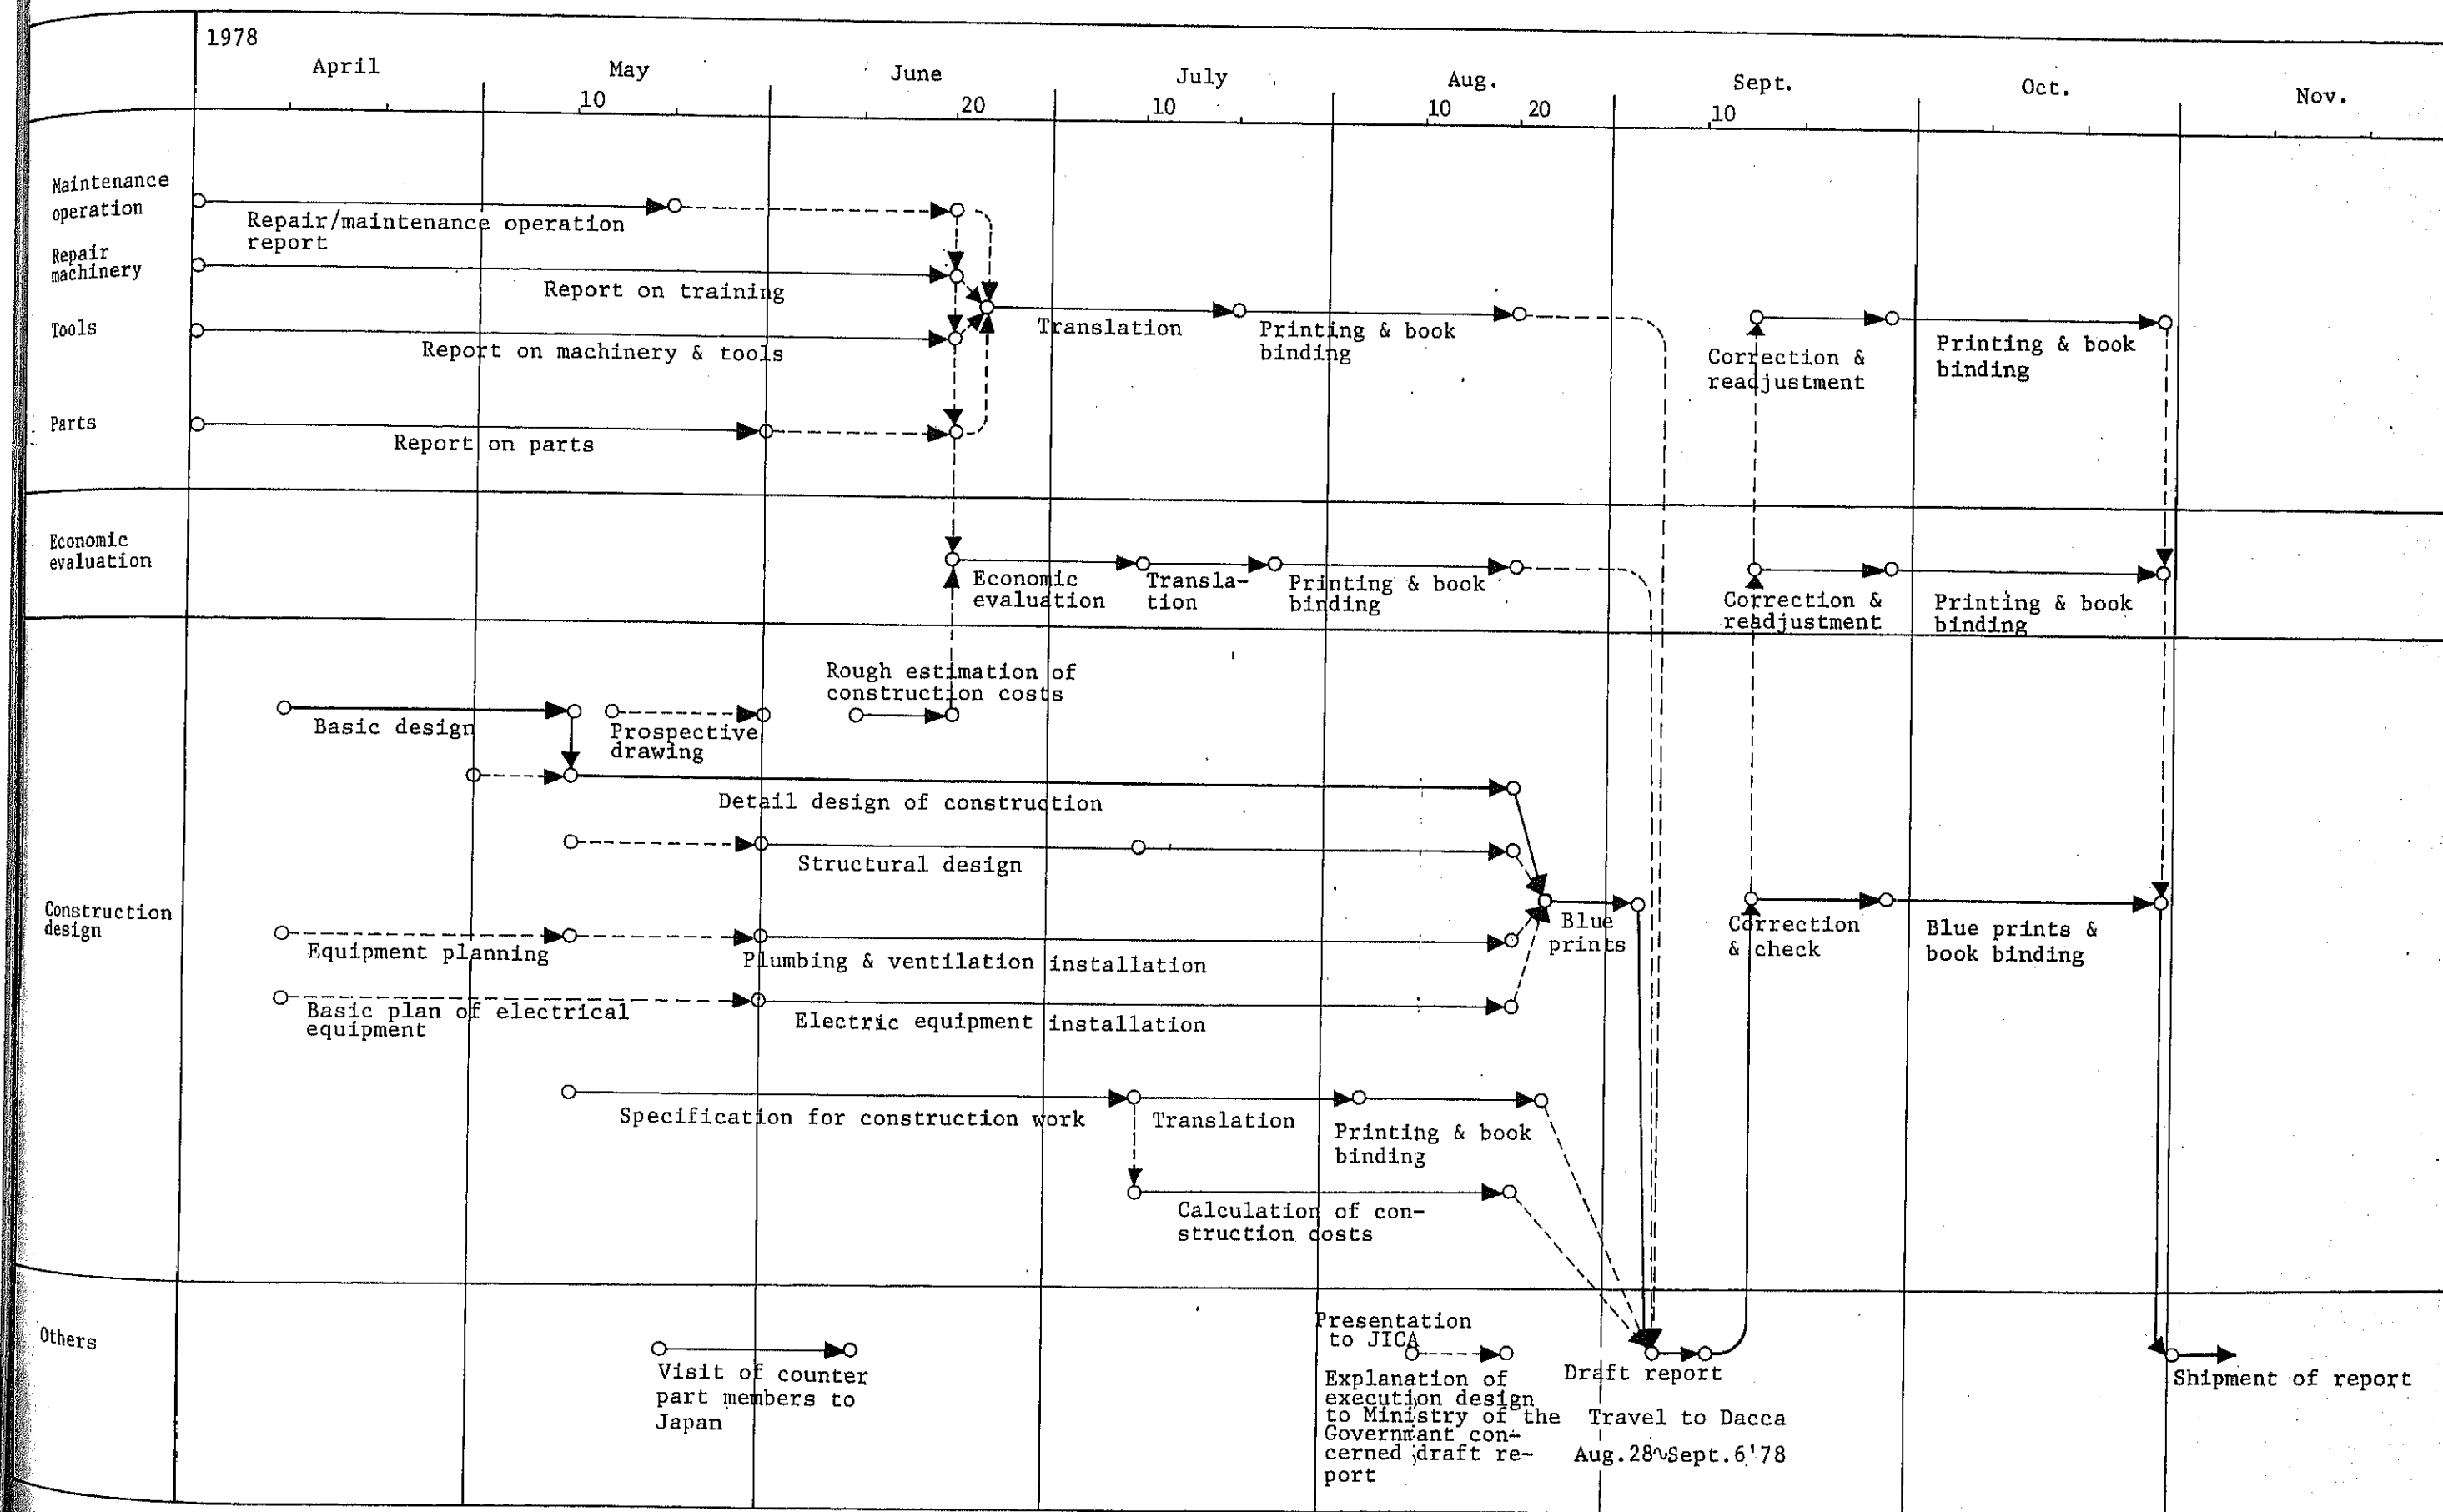 1978
April
May
June
July
Aug.
Sept.
Oct.
Nov.
10
20
10
10
20
10
Maintenance
operation
Repair/maintenance operation
report
Repair
machinery
Report on training
Tools
Report on machinery & tools
Translation
Printing & book
binding
Correction &
readjustment
Printing & book
binding
Parts
Report on parts
Economic
evaluation
Economic
evaluation
Transla-
tion
Printing & book
binding
Correction &
readjustment
Printing & book
binding
Rough estimation of
construction costs
Basic design
Prospective
drawing
Detail design of construction
Structural design
Construction
design
Blue
prints
Correction
& check
Blue prints &
book binding
Equipment planning
Plumbing & ventilation installation
Basic plan of electrical
equipment
Electric equipment installation
Specification for construction work
Translation
Printing & book
binding
Calculation of con-
struction costs
Others
Visit of counter
part members to
Japan
Presentation
to JICA
Explanation of
execution design
to Ministry of the
Govermant con-
cerned draft re-
port
Draft report
Travel to Dacca
Aug.28~Sept.6'78
Shipment of report